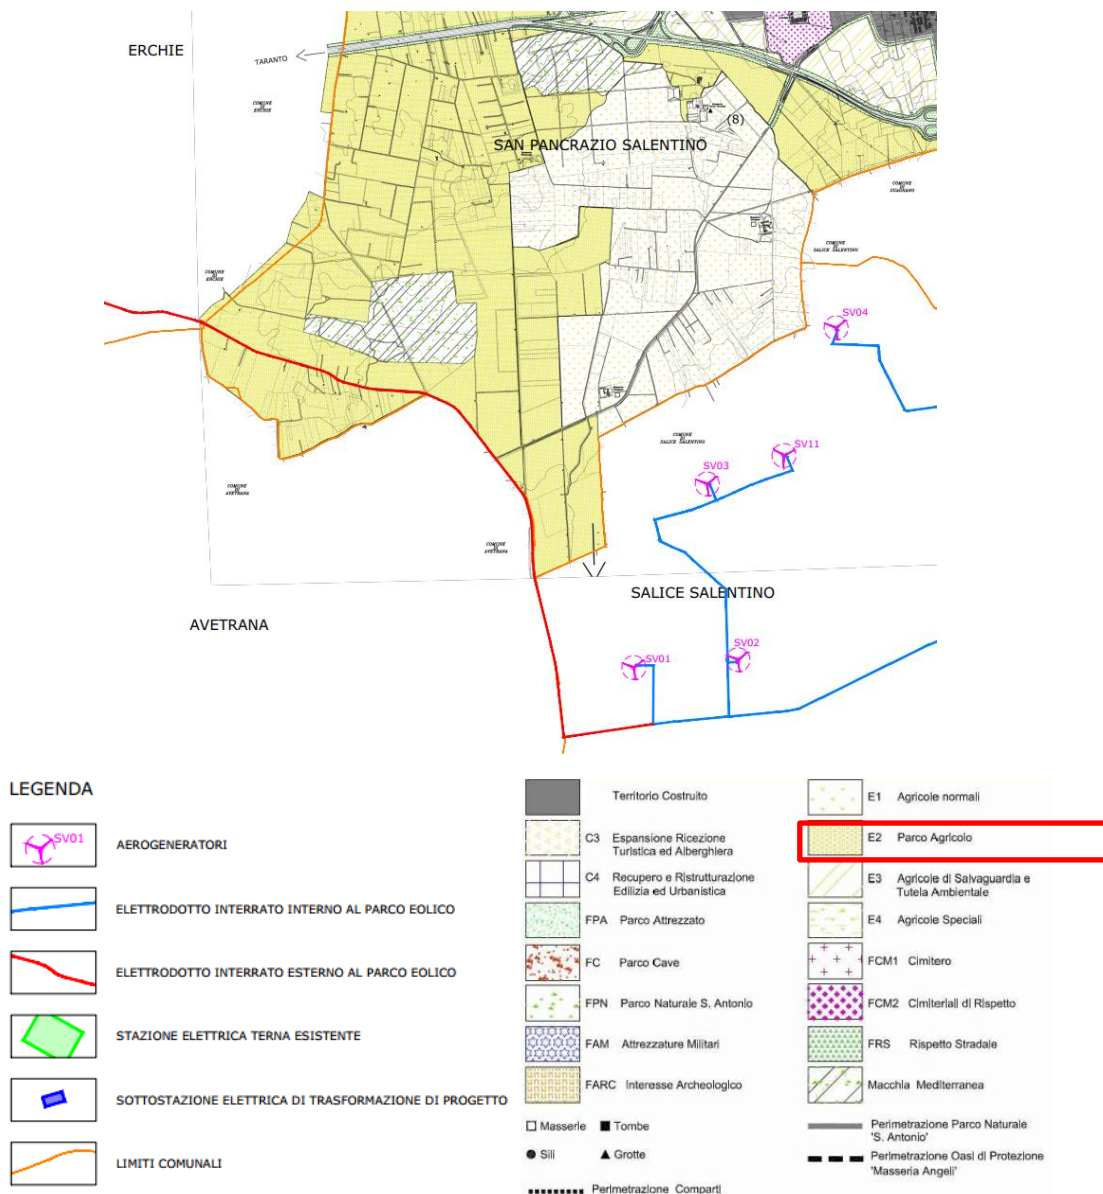 ERCHIE
TARANTO
COMUNE
DI
ERCHIE
(8)
SAN PANCRAZIO SALENTINO
COMUNE
DI
GUAGNANO
COMUNE
DI
SALICE SALENTINO
COMUNE
DI
ERCHIE
SV04
COMUNE
DI
SALICE SALENTINO
SV11
SV03
COMUNE
DI
AVETRANA
COMUNE
DI
AVETRANA
SALICE SALENTINO
AVETRANA
SV01
SV02
LEGENDA
SV01
AEROGENERATORI
ELETTRODOTTO INTERRATO INTERNO AL PARCO EOLICO
ELETTRODOTTO INTERRATO ESTERNO AL PARCO EOLICO
STAZIONE ELETTRICA TERNA ESISTENTE
SOTTOSTAZIONE ELETTRICA DI TRASFORMAZIONE DI PROGETTO
LIMITI COMUNALI
Territorio Costruito
C3 Espansione Ricezione
Turistica ed Alberghiera
C4 Recupero e Ristrutturazione
Edilizia ed Urbanistica
FPA Parco Attrezzato
FC Parco Cave
FPN Parco Naturale S. Antonio
FAM Attrezzature Militari
FARC Interesse Archeologico
Masserie Tombe
Sili Grotte
Perimetrazione Comparti
E1 Agricole normali
E2 Parco Agricolo
E3 Agricole di Salvaguardia e
Tutela Ambientale
E4 Agricole Speciali
FCM1 Cimitero
FCM2 Cimiteriali di Rispetto
FRS Rispetto Stradale
Macchia Mediterranea
Perimetrazione Parco Naturale
'S. Antonio'
Perimetrazione Oasi di Protezione
'Masseria Angeli'